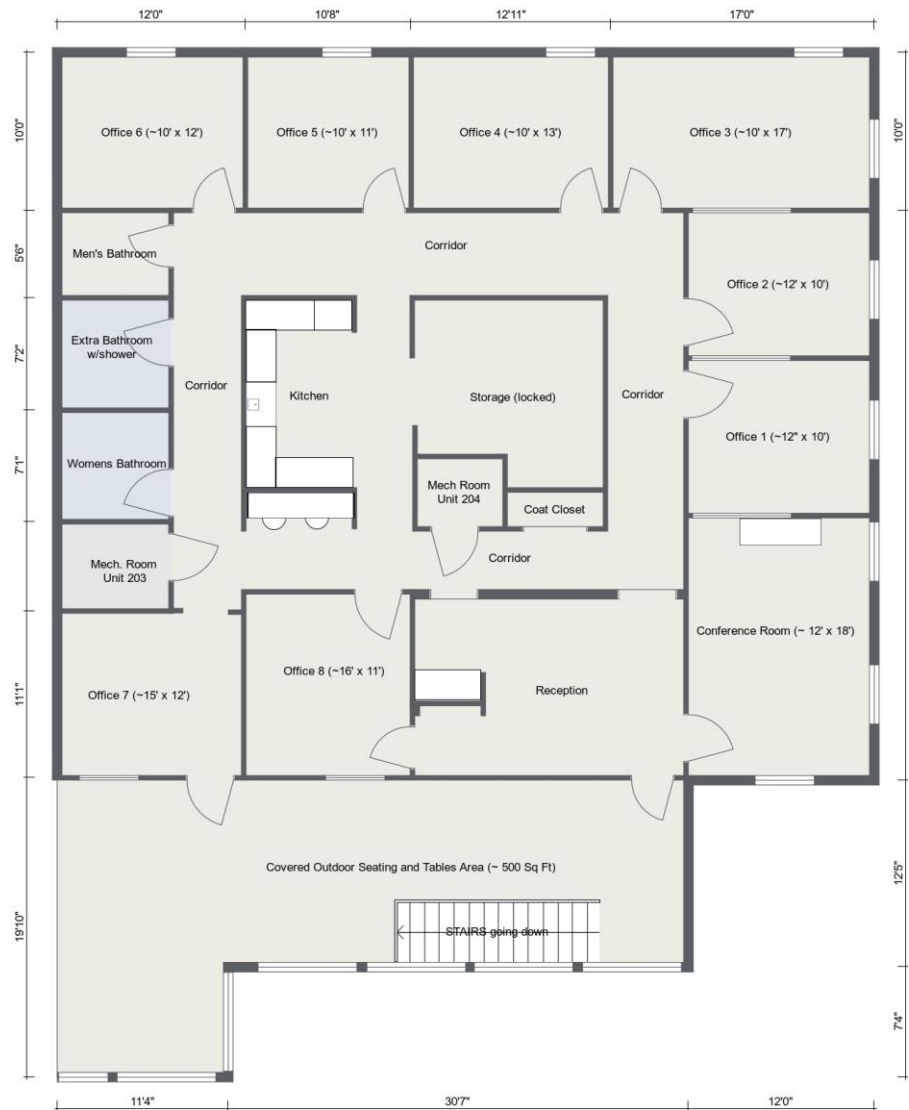 12'0"
10'8"
12'11"
17'0"
10'0"
10'0"
Office 6 (~10' x 12')
Office 5 (~10' x 11')
Office 4 (~10' x 13')
Office 3 (~10' x 17')
5'6"
Men's Bathroom
Corridor
Office 2 (~12' x 10')
7'2"
Extra Bathroom
w/shower
Corridor
Kitchen
Storage (locked)
Corridor
7'1"
Womens Bathroom
Office 1 (~12" x 10')
Mech Room
Unit 204
Coat Closet
Mech. Room
Unit 203
Corridor
Conference Room (~ 12' x 18')
11'1"
Office 7 (~15' x 12')
Office 8 (~16' x 11')
Reception
Covered Outdoor Seating and Tables Area (~ 500 Sq Ft)
12'5"
19'10"
STAIRS going down
7'4"
11'4"
30'7"
12'0"